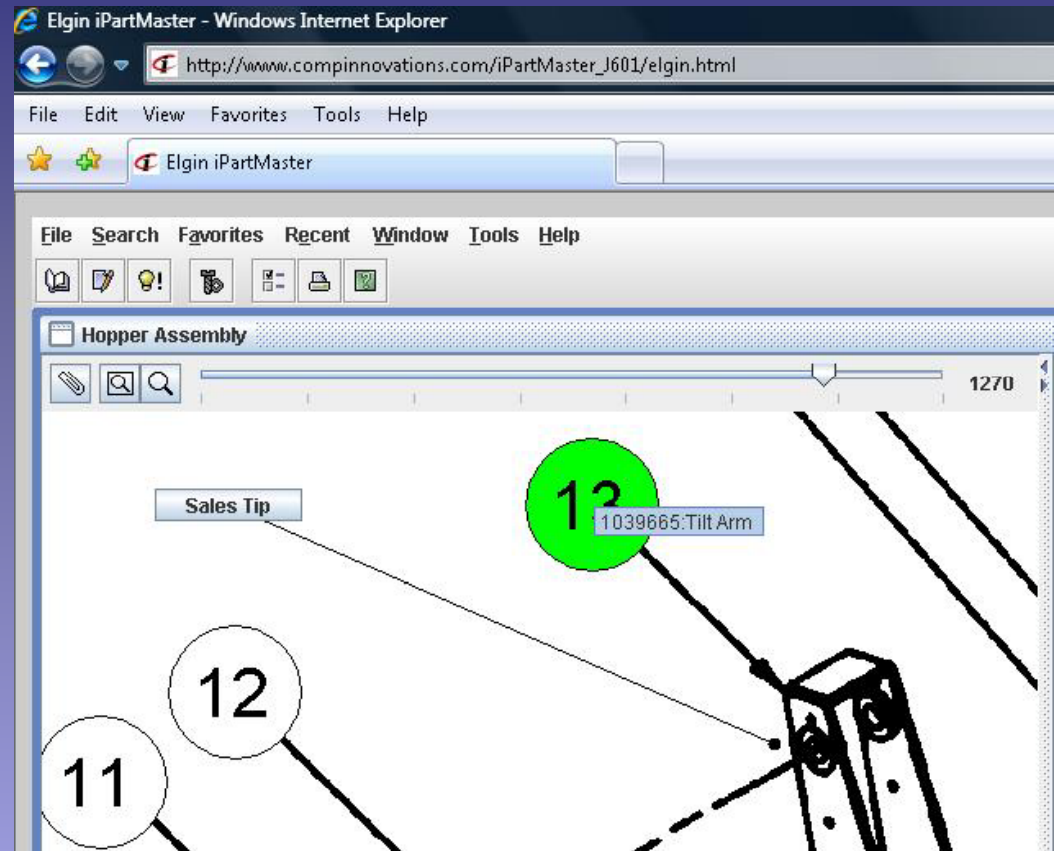 Elgin iPartMaster - Windows Internet Explorer
http://www.compinnovations.com/iPartMaster_J601/elgin.html
File Edit View Favorites Tools Help
Elgin iPartMaster
File Search Favorites Recent Window Tools Help
Hopper Assembly
1270
13
Sales Tip
1039665:Tilt Arm
12
11